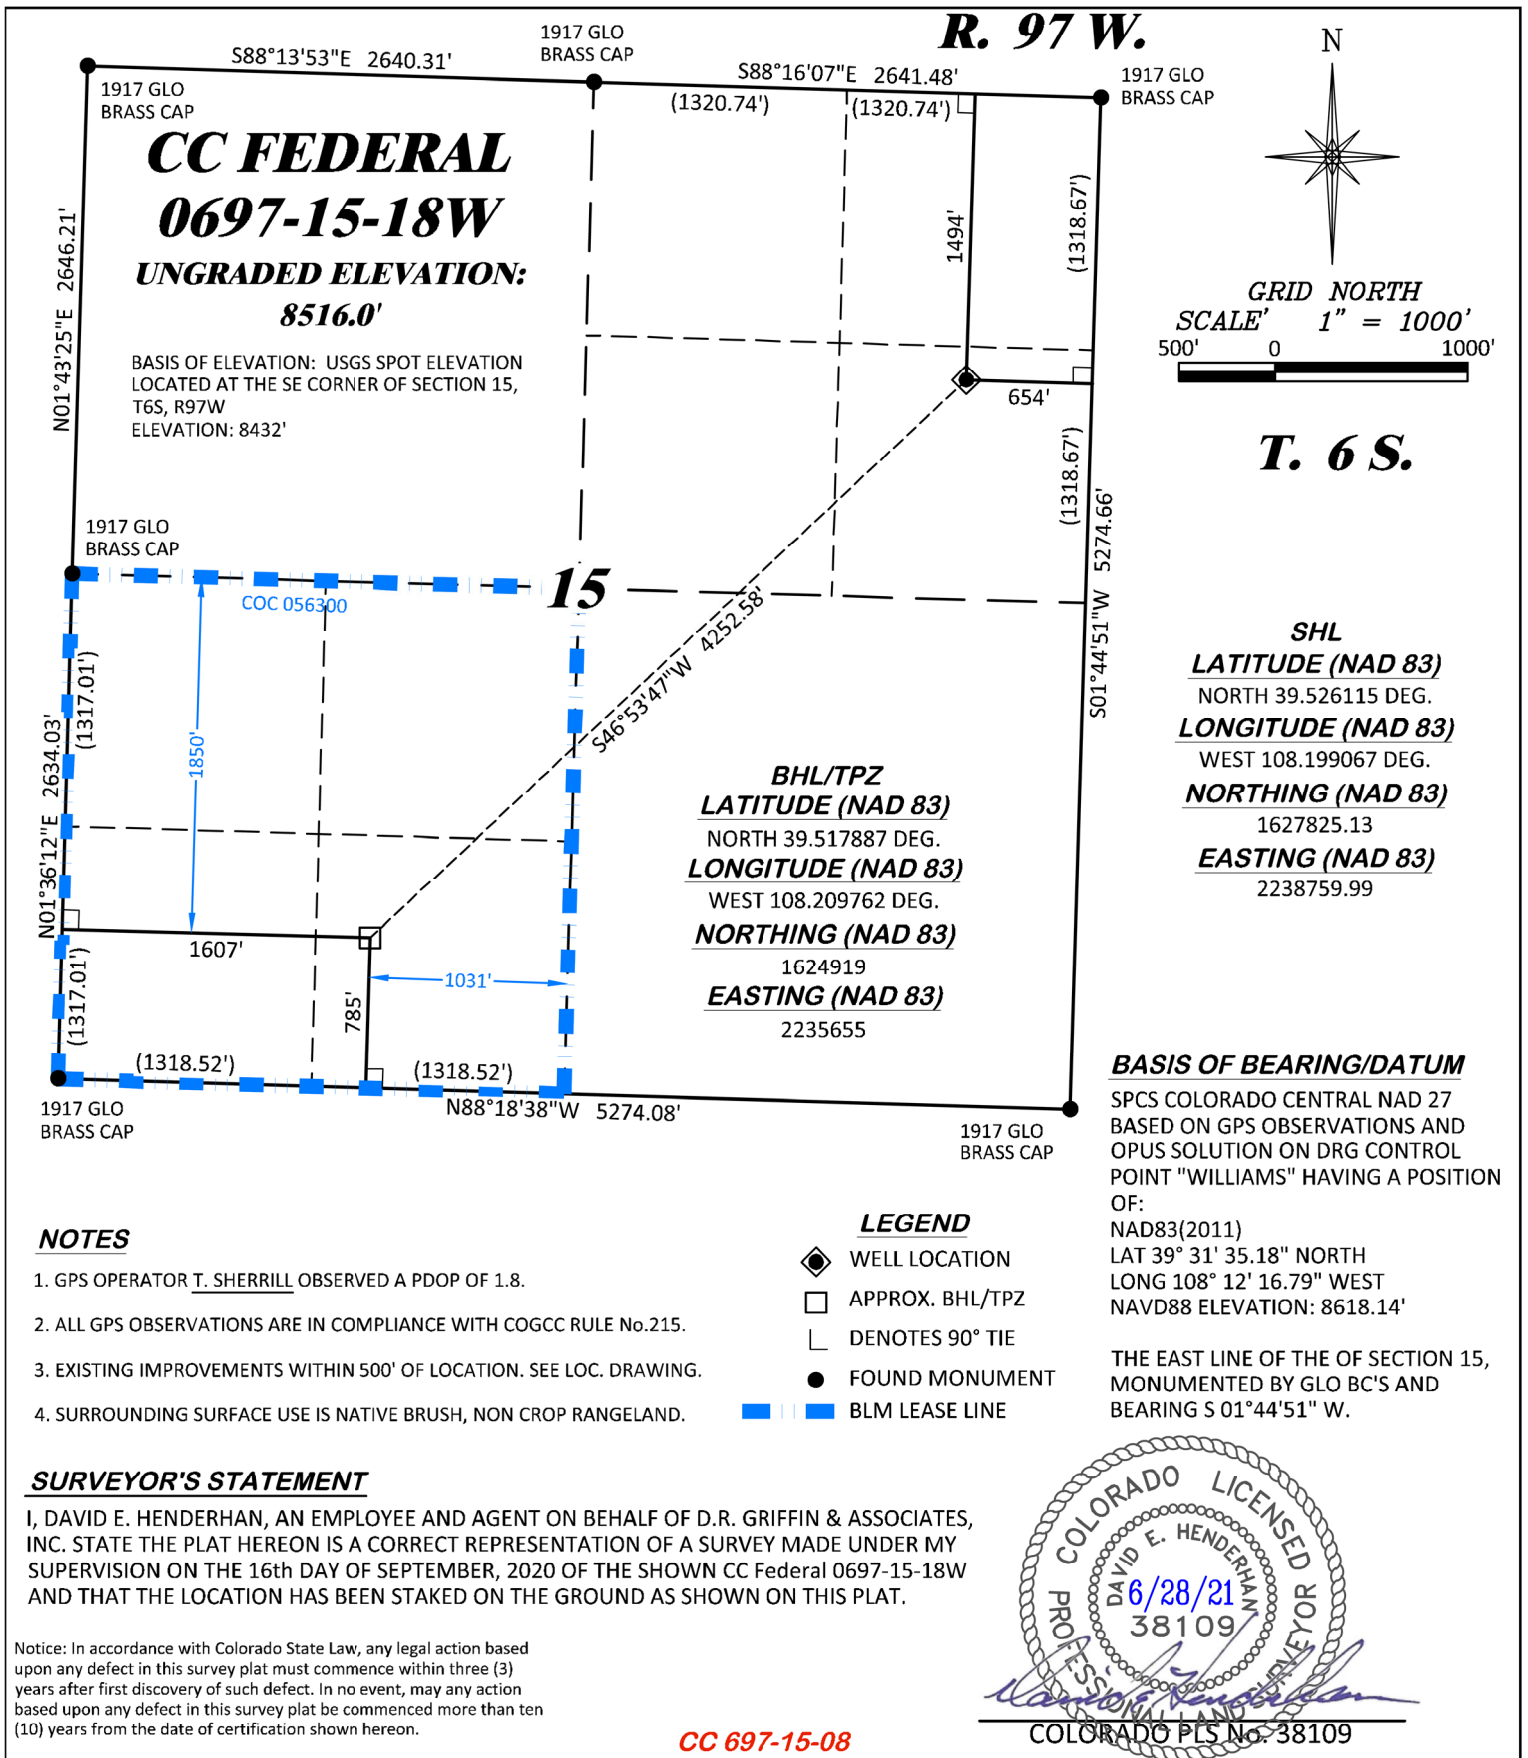 R. 97 W.
1917 GLO
BRASS CAP
S88°13'53"E 2640.31'
1917 GLO
BRASS CAP
S88°16'07"E 2641.48'
(1320.74')
(1320.74')
1917 GLO
BRASS CAP
N
CC FEDERAL
0697-15-18W
UNGRADED ELEVATION:
8516.0'
BASIS OF ELEVATION: USGS SPOT ELEVATION
LOCATED AT THE SE CORNER OF SECTION 15,
T6S, R97W
ELEVATION: 8432'
N01°43'25"E 2646.21'
1494'
(1318.67')
654'
(1318.67')
GRID NORTH
SCALE' 1" = 1000'
500' 0 1000'
T. 6 S.
1917 GLO
BRASS CAP
COC 056300
15
S46°53'47"W 4252.58'
S01°44'51"W 5274.66'
(1317.01')
1850'
N01°36'12"E 2634.03'
1607'
(1317.01')
785'
1031'
(1318.52')
(1318.52')
N88°18'38"W 5274.08'
1917 GLO
BRASS CAP
1917 GLO
BRASS CAP
BHL/TPZ
LATITUDE (NAD 83)
NORTH 39.517887 DEG.
LONGITUDE (NAD 83)
WEST 108.209762 DEG.
NORTHING (NAD 83)
1624919
EASTING (NAD 83)
2235655
SHL
LATITUDE (NAD 83)
NORTH 39.526115 DEG.
LONGITUDE (NAD 83)
WEST 108.199067 DEG.
NORTHING (NAD 83)
1627825.13
EASTING (NAD 83)
2238759.99
BASIS OF BEARING/DATUM
SPCS COLORADO CENTRAL NAD 27
BASED ON GPS OBSERVATIONS AND
OPUS SOLUTION ON DRG CONTROL
POINT "WILLIAMS" HAVING A POSITION
OF:
NAD83(2011)
LAT 39° 31' 35.18" NORTH
LONG 108° 12' 16.79" WEST
NAVD88 ELEVATION: 8618.14'
THE EAST LINE OF THE OF SECTION 15,
MONUMENTED BY GLO BC'S AND
BEARING S 01°44'51" W.
NOTES
1. GPS OPERATOR T. SHERRILL OBSERVED A PDOP OF 1.8.
2. ALL GPS OBSERVATIONS ARE IN COMPLIANCE WITH COGCC RULE No.215.
3. EXISTING IMPROVEMENTS WITHIN 500' OF LOCATION. SEE LOC. DRAWING.
4. SURROUNDING SURFACE USE IS NATIVE BRUSH, NON CROP RANGELAND.
LEGEND
WELL LOCATION
APPROX. BHL/TPZ
DENOTES 90° TIE
FOUND MONUMENT
BLM LEASE LINE
SURVEYOR'S STATEMENT
I, DAVID E. HENDERHAN, AN EMPLOYEE AND AGENT ON BEHALF OF D.R. GRIFFIN & ASSOCIATES,
INC. STATE THE PLAT HEREON IS A CORRECT REPRESENTATION OF A SURVEY MADE UNDER MY
SUPERVISION ON THE 16th DAY OF SEPTEMBER, 2020 OF THE SHOWN CC Federal 0697-15-18W
AND THAT THE LOCATION HAS BEEN STAKED ON THE GROUND AS SHOWN ON THIS PLAT.
Notice: In accordance with Colorado State Law, any legal action based
upon any defect in this survey plat must commence within three (3)
years after first discovery of such defect. In no event, may any action
based upon any defect in this survey plat be commenced more than ten
(10) years from the date of certification shown hereon.
CC 697-15-08
COLORADO LICENSED
PROFESSIONAL LAND SURVEYOR
DAVID E. HENDERHAN
6/28/21
38109
David E Henderhan
COLORADO PLS No. 38109